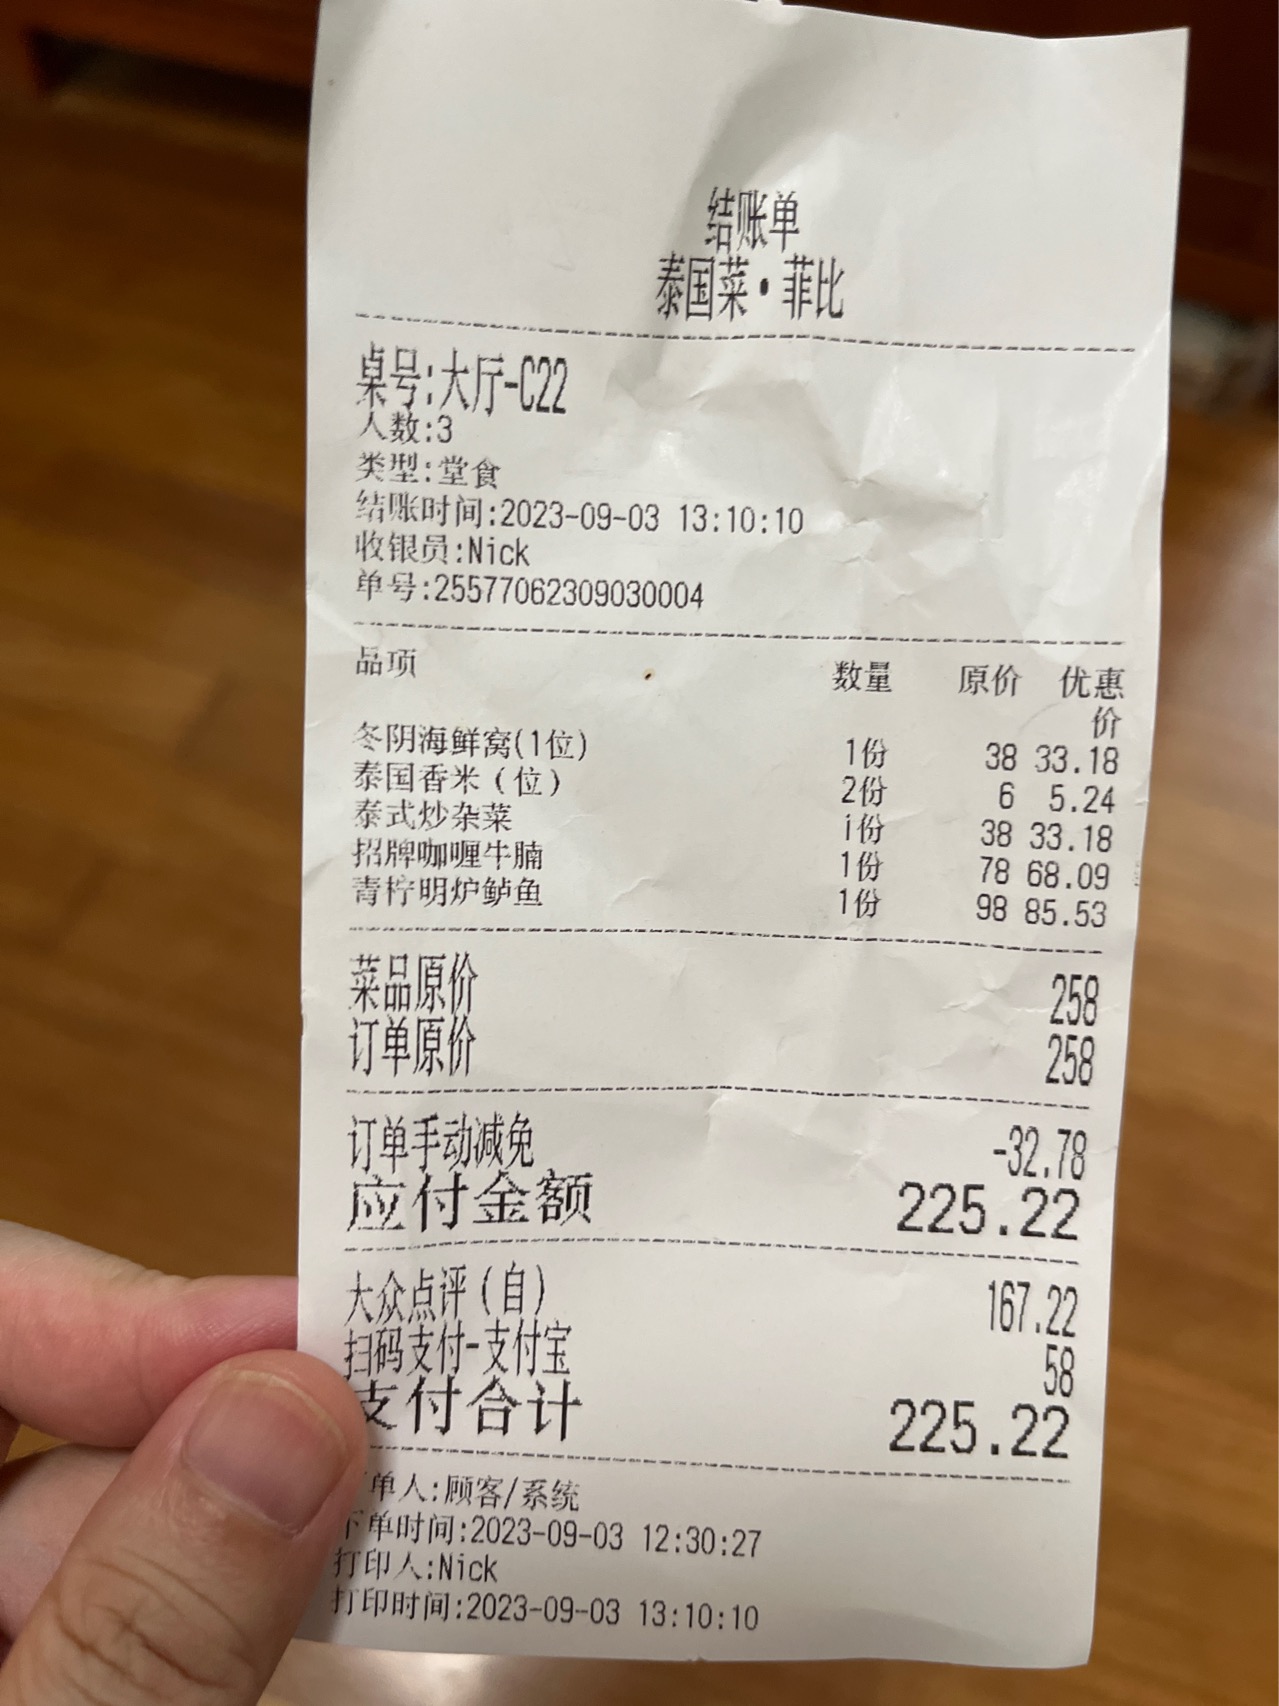 结账单
泰国菜·菲比
桌号:大厅-C22
人数:3
类型:堂食
结账时间:2023-09-03 13:10:10
收银员:Nick
单号:25577062309030004
品项 数量 原价 优惠价
冬阴海鲜窝(1位) 1份 38 33.18
泰国香米(位) 2份 6 5.24
泰式炒杂菜 1份 38 33.18
招牌咖喱牛腩 1份 78 68.09
青柠明炉鲈鱼 1份 98 85.53
菜品原价 258
订单原价 258
订单手动减免 -32.78
应付金额 225.22
大众点评(自) 167.22
扫码支付-支付宝 58
支付合计 225.22
单人:顾客/系统
下单时间:2023-09-03 12:30:27
打印人:Nick
打印时间:2023-09-03 13:10:10